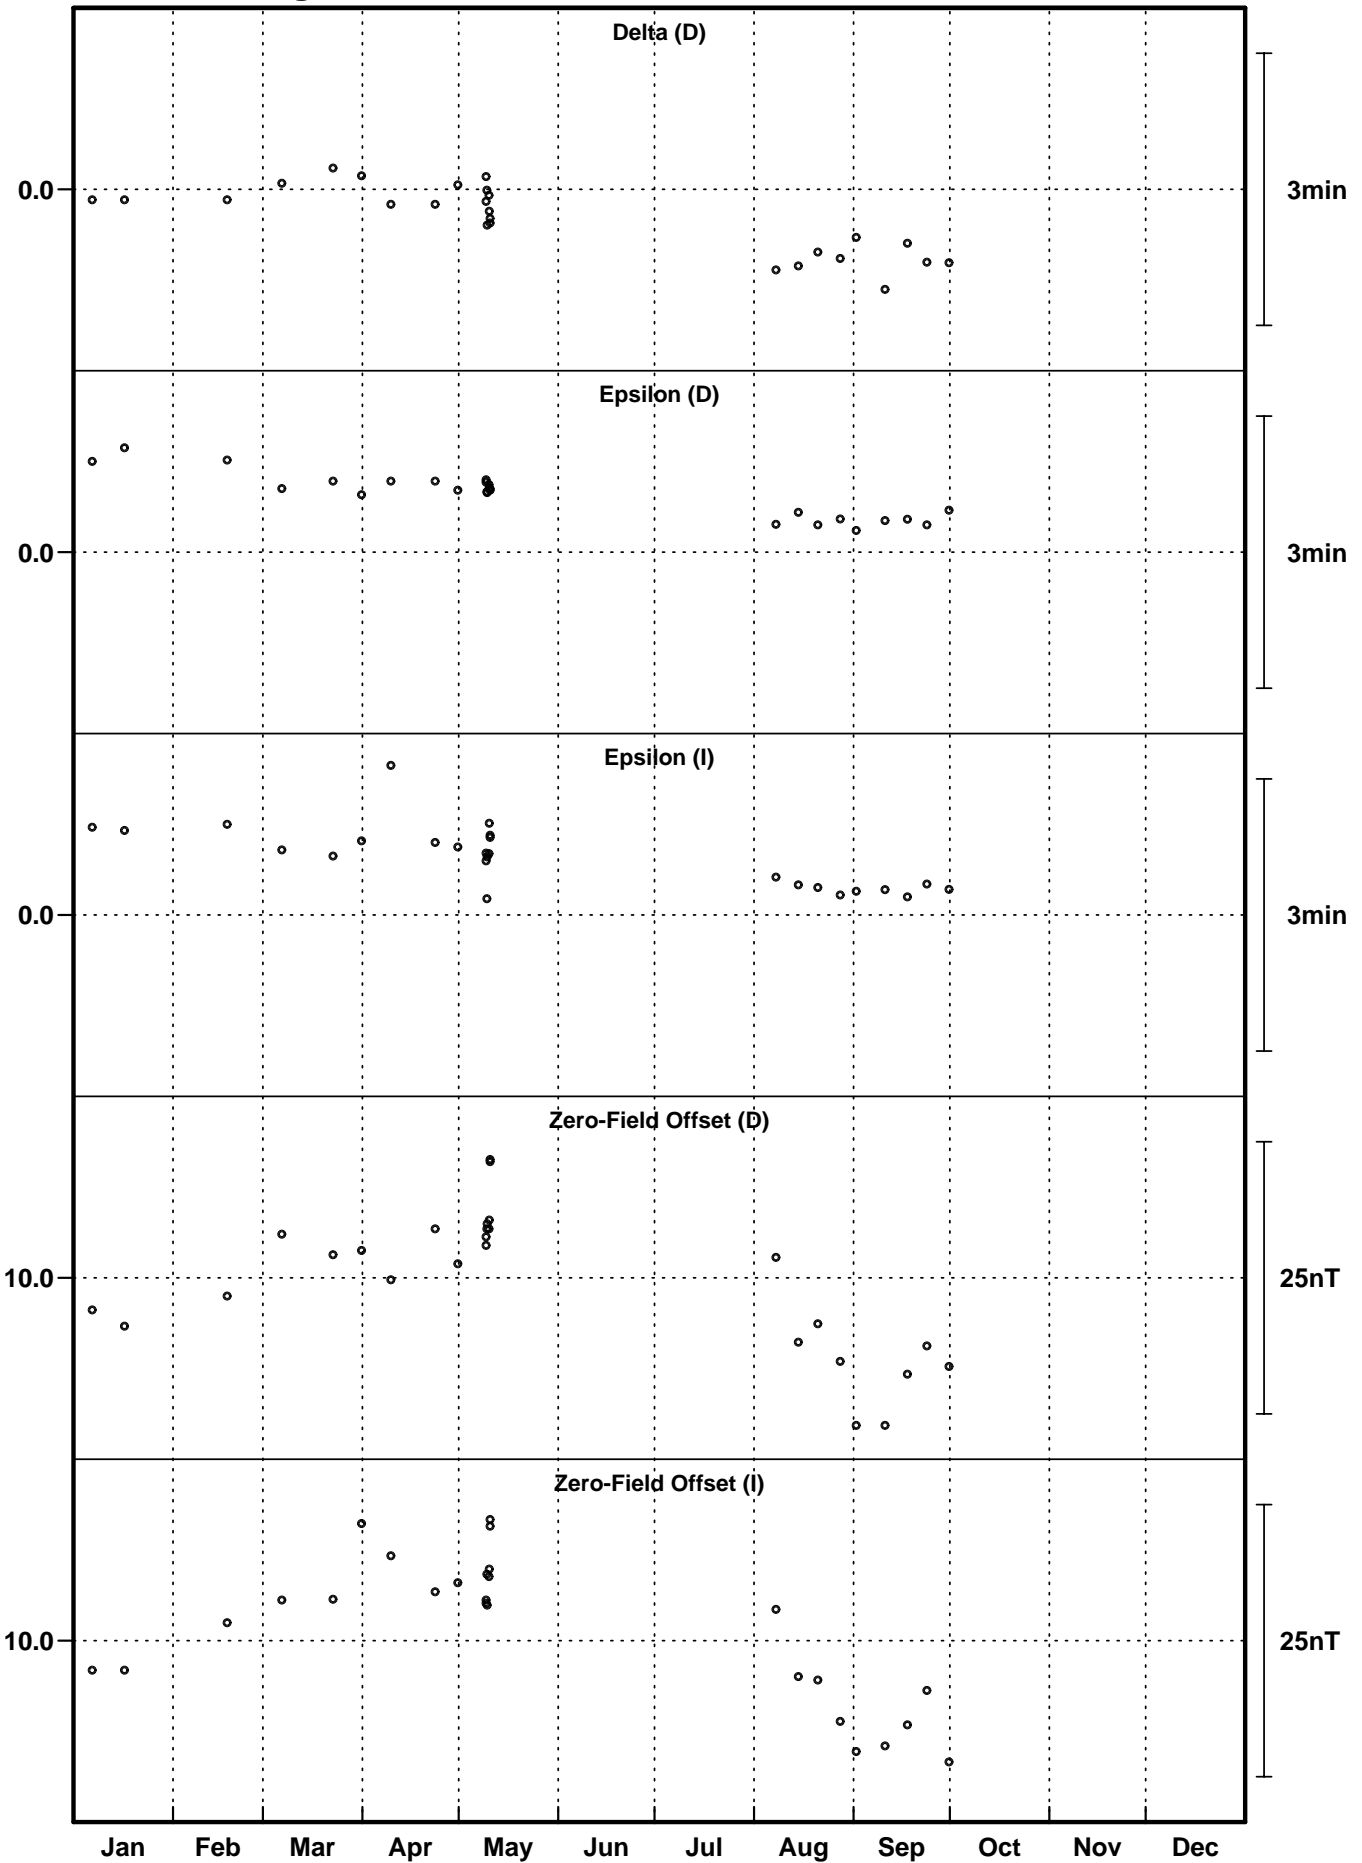 Delta (D)
0.0
3min
Epsilon (D)
0.0
3min
Epsilon (I)
0.0
3min
Zero-Field Offset (D)
10.0
25nT
Zero-Field Offset (I)
10.0
25nT
Jan Feb Mar Apr May Jun Jul Aug Sep Oct Nov Dec